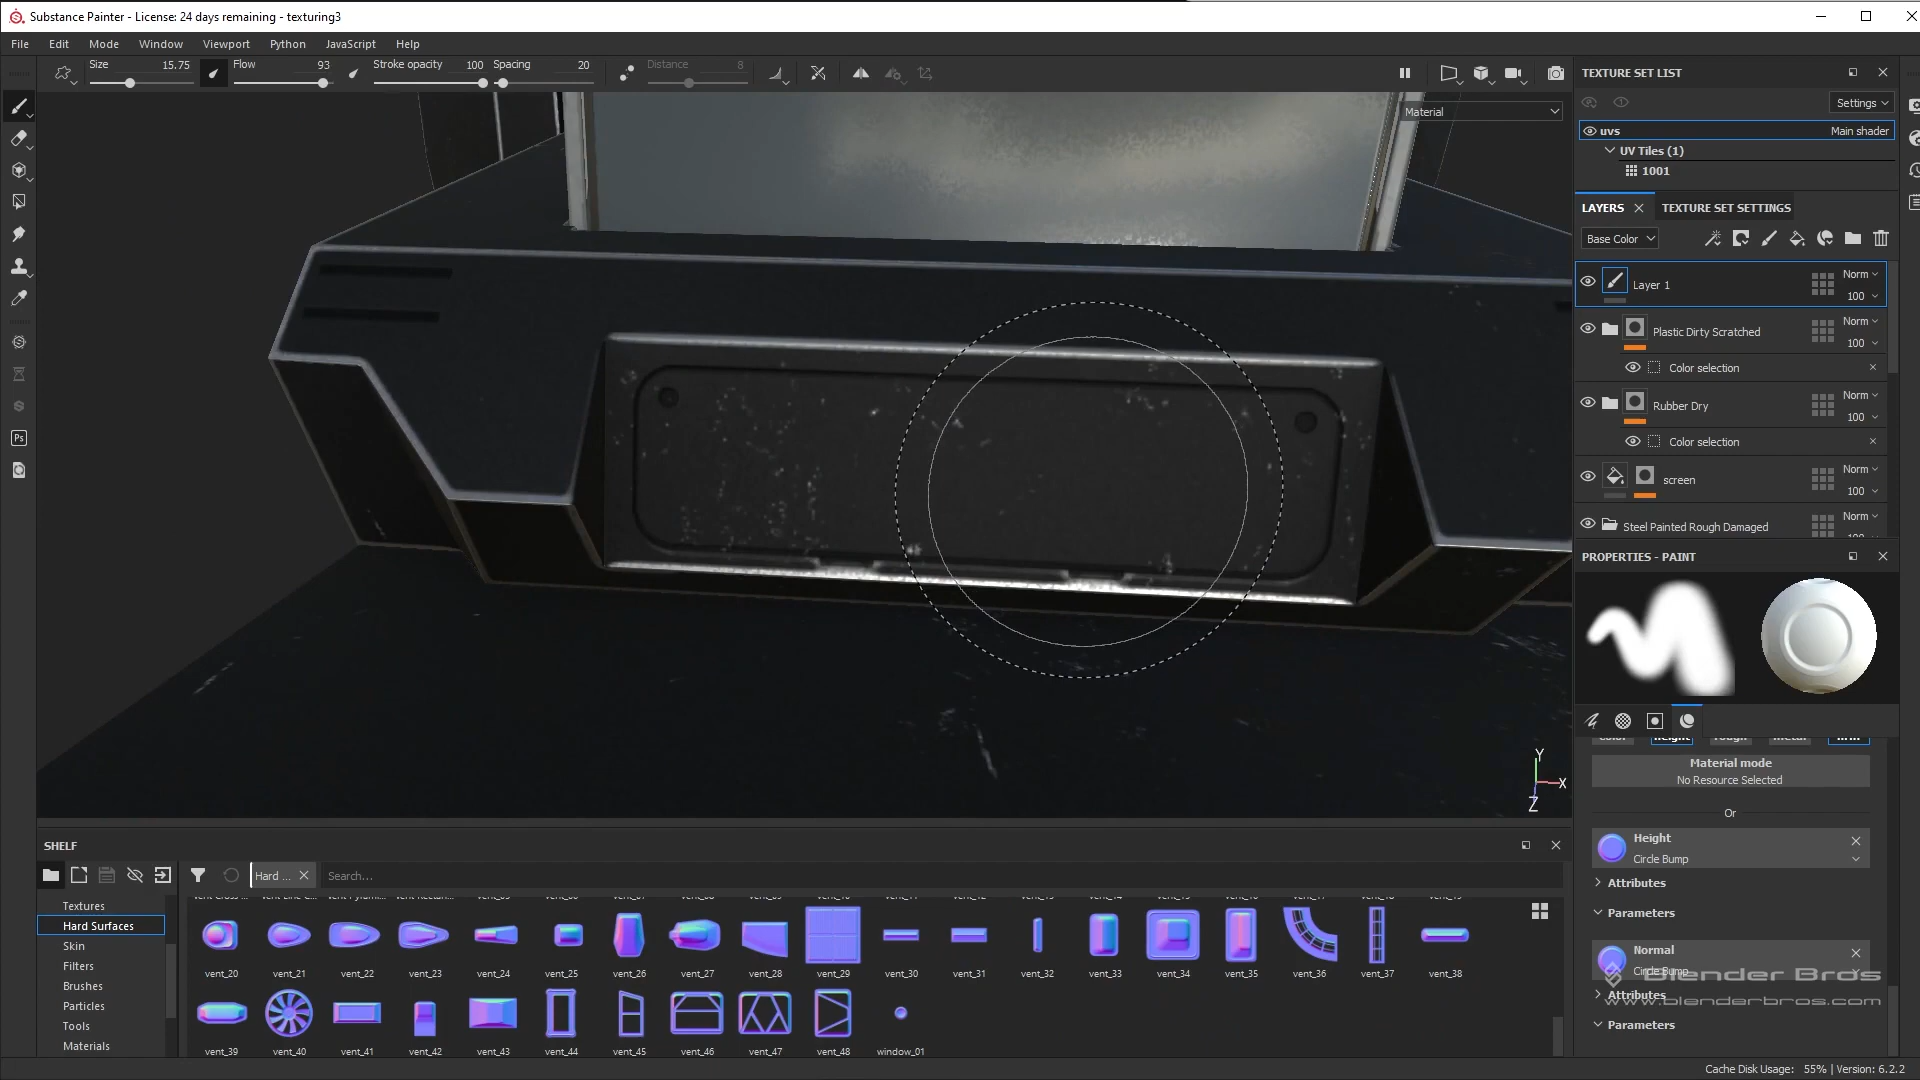 Substance Painter - License: 24 days remaining - texturing3
File Edit Mode Window Viewport Python JavaScript Help
Size 15.75 Flow 93 Stroke opacity 100 Spacing 20 Distance 8
Material
TEXTURE SET LIST
Settings
uvs Main shader
UV Tiles (1)
1001
LAYERS TEXTURE SET SETTINGS
Base Color
Layer 1 Norm 100
Plastic Dirty Scratched Norm 100
Color selection
Rubber Dry Norm 100
Color selection
screen Norm 100
Steel Painted Rough Damaged Norm
PROPERTIES - PAINT
Material mode
No Resource Selected
Or
Height
Circle Bump
Attributes
Parameters
Normal
Circle Bump
Attributes
Parameters
Blender Bros
www.blenderbros.com
Y
X
Z
Ps
SHELF
Hard ... Search...
Textures
Hard Surfaces
Skin
Filters
Brushes
Particles
Tools
Materials
vent_20 vent_21 vent_22 vent_23 vent_24 vent_25 vent_26 vent_27 vent_28 vent_29 vent_30 vent_31 vent_32 vent_33 vent_34 vent_35 vent_36 vent_37 vent_38
vent_39 vent_40 vent_41 vent_42 vent_43 vent_44 vent_45 vent_46 vent_47 vent_48 window_01
Cache Disk Usage: 55% | Version: 6.2.2